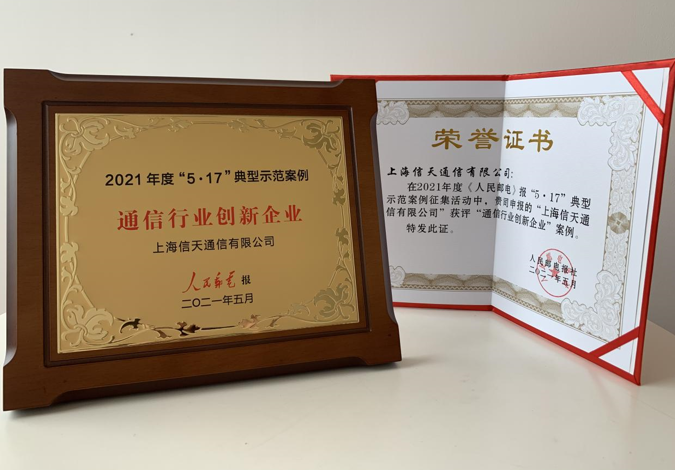 2021年度“5·17”典型示范案例
通信行业创新企业
上海信天通信有限公司
人民邮电报
二〇二一年五月
荣誉证书
上海信天通信有限公司：
在2021年度《人民邮电》报“5·17”典型
示范案例征集活动中，贵司申报的“上海信天通
信有限公司”获评“通信行业创新企业”案例。
特发此证。
人民邮电报社
二〇二一年五月